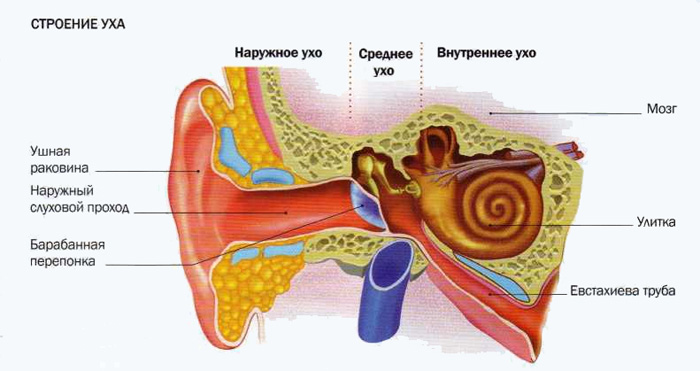 СТРОЕНИЕ УХА
Наружное ухо
Среднее
ухо
Внутреннее ухо
Мозг
Ушная
раковина
Наружный
слуховой проход
Барабанная
перепонка
Улитка
Евстахиева труба